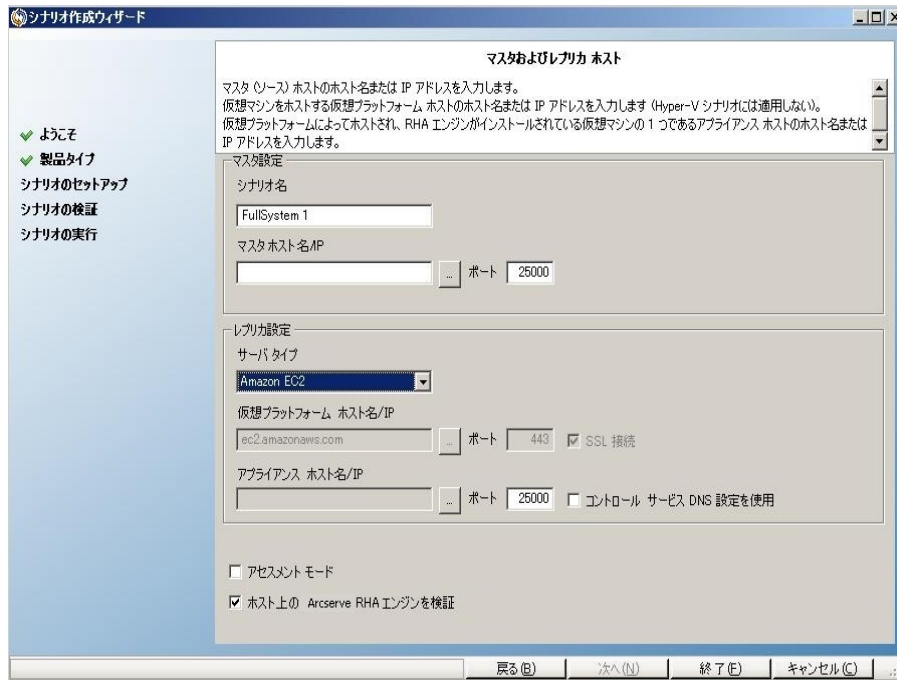 シナリオ作成ウィザード
ようこそ
製品タイプ
シナリオのセットアップ
シナリオの検証
シナリオの実行
マスタおよびレプリカ ホスト
マスタ (ソース) ホストのホスト名または IP アドレスを入力します。
仮想マシンをホストする仮想プラットフォーム ホストのホスト名または IP アドレスを入力します (Hyper-V シナリオには適用しない)。
仮想プラットフォームによってホストされ、RHA エンジンがインストールされている仮想マシンの 1 つであるアプライアンス ホストのホスト名または
IP アドレスを入力します。
マスタ設定
シナリオ名
FullSystem 1
マスタ ホスト名/IP
... ポート 25000
レプリカ設定
サーバ タイプ
Amazon EC2
仮想プラットフォーム ホスト名/IP
ec2.amazonaws.com ... ポート 443 SSL 接続
アプライアンス ホスト名/IP
... ポート 25000 コントロール サービス DNS 設定を使用
アセスメント モード
ホスト上の Arcserve RHA エンジンを検証
戻る(B) 次へ(N) 終了(F) キャンセル(C)